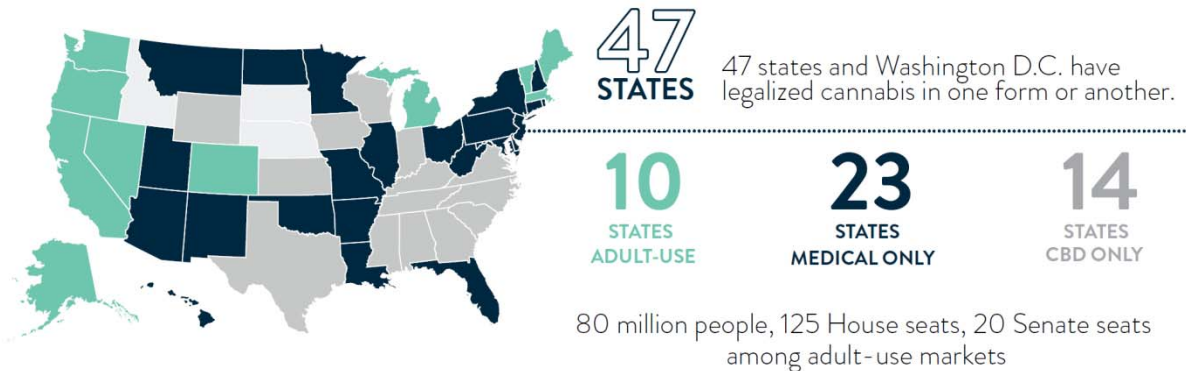 47
STATES
47 states and Washington D.C. have
legalized cannabis in one form or another.
10
STATES
ADULT-USE
23
STATES
MEDICAL ONLY
14
STATES
CBD ONLY
80 million people, 125 House seats, 20 Senate seats
among adult-use markets